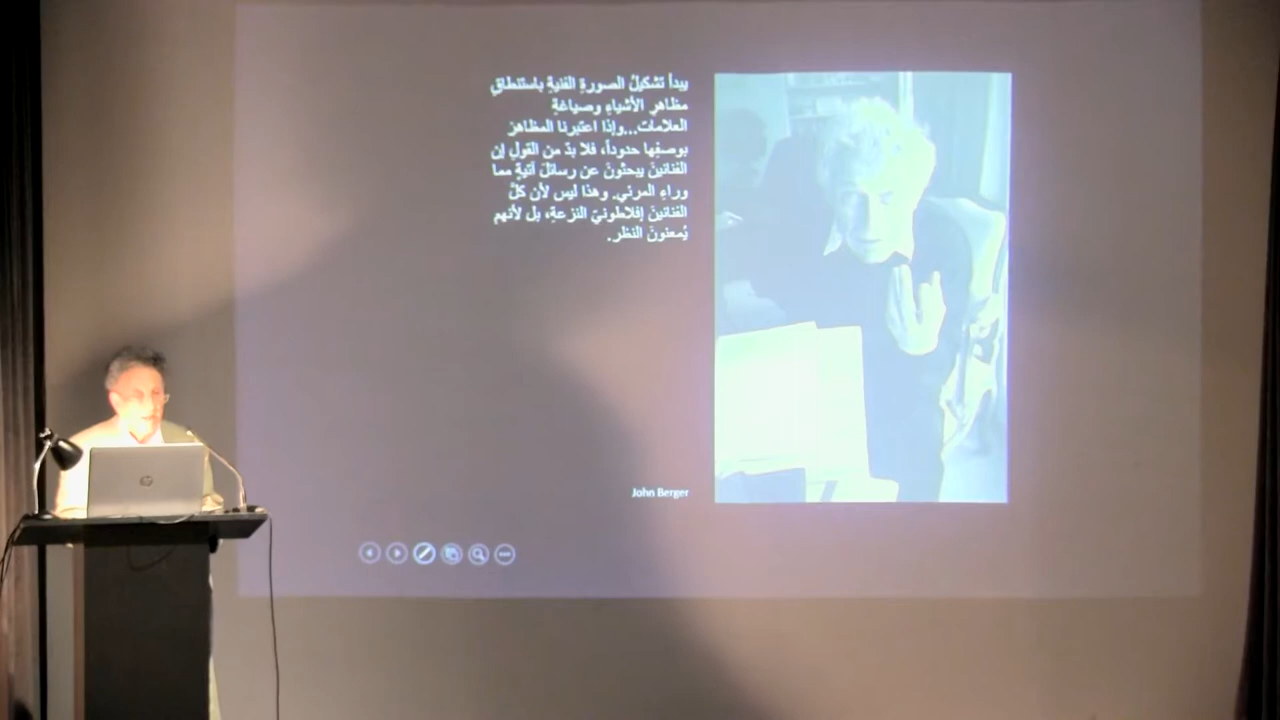 يبدأ تشكيلُ الصورةِ الفنيةِ باستنطاقِ
مظاهرِ الأشياءِ وصياغةِ
العلامات...وإذا اعتبرنا المظاهرَ
بوصفِها حدوداً، فلا بدّ من القولِ إن
الفنانينَ يبحثونَ عن رسائلَ آتيةٍ مما
وراءِ المرئي. وهذا ليس لأن كلَّ
الفنانينَ إفلاطونيّ النزعةِ، بل لأنهم
يُمعنونَ النظر.
John Berger
hp